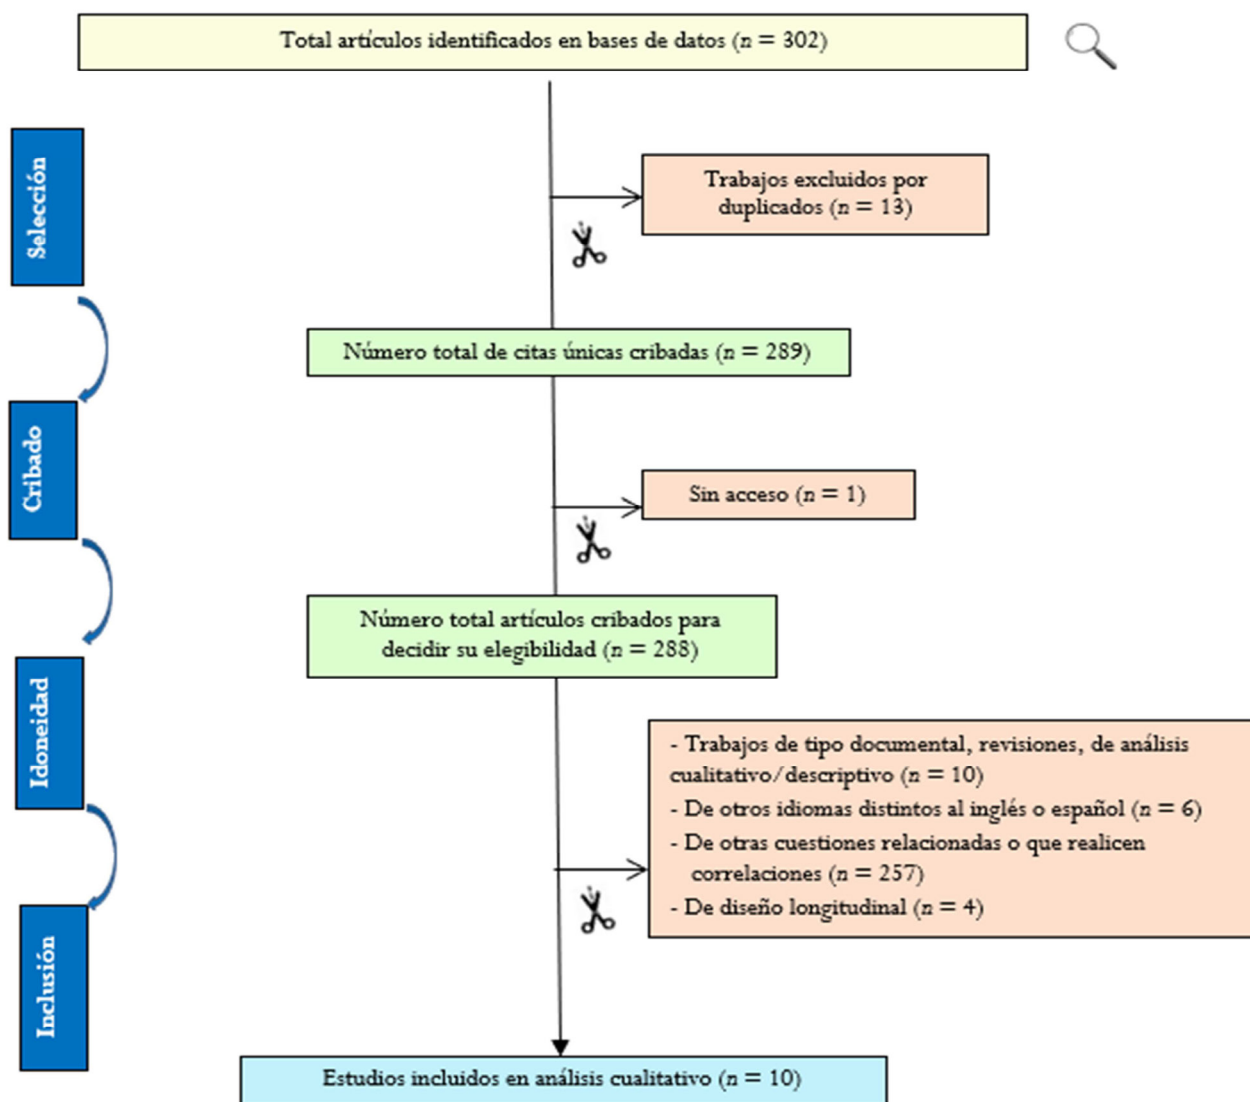 Total artículos identificados en bases de datos (n = 302)
Selección
Trabajos excluidos por
duplicados (n = 13)
Número total de citas únicas cribadas (n = 289)
Cribado
Sin acceso (n = 1)
Número total artículos cribados para
decidir su elegibilidad (n = 288)
Idoneidad
- Trabajos de tipo documental, revisiones, de análisis
cualitativo/descriptivo (n = 10)
- De otros idiomas distintos al inglés o español (n = 6)
- De otras cuestiones relacionadas o que realicen
correlaciones (n = 257)
- De diseño longitudinal (n = 4)
Inclusión
Estudios incluidos en análisis cualitativo (n = 10)